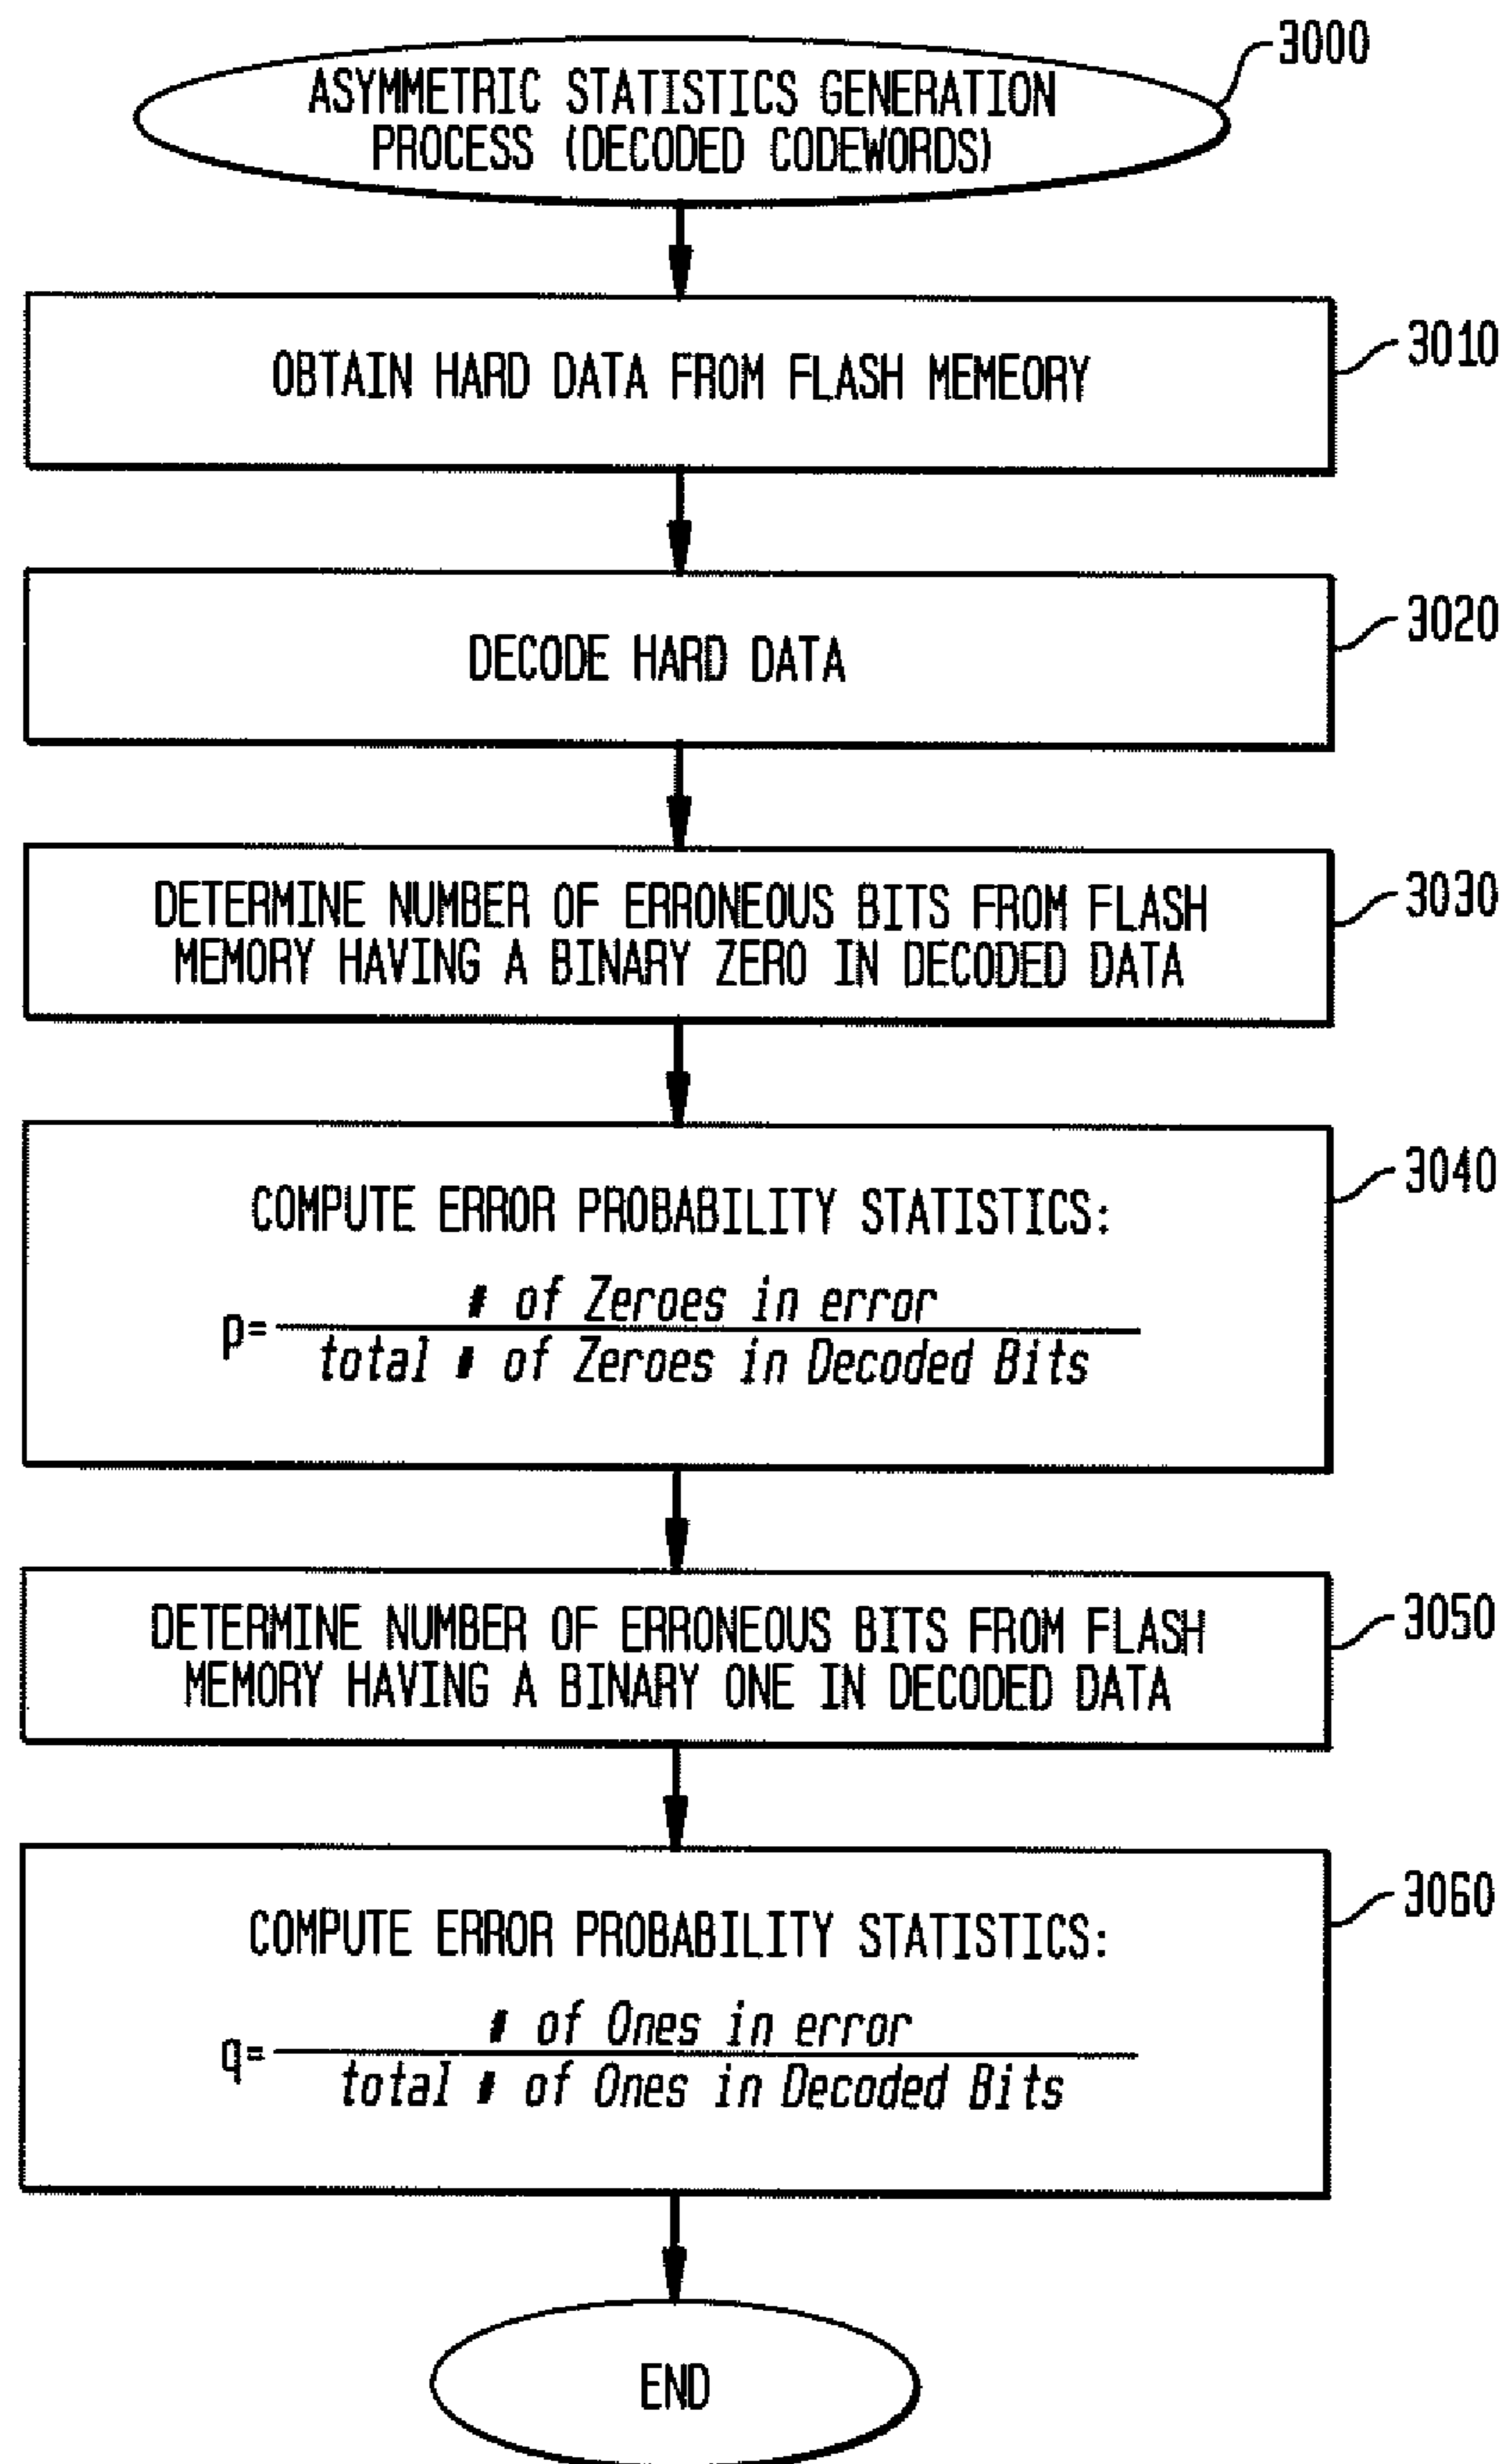 3000
ASYMMETRIC STATISTICS GENERATION
PROCESS (DECODED CODEWORDS)
OBTAIN HARD DATA FROM FLASH MEMEORY
3010
DECODE HARD DATA
3020
DETERMINE NUMBER OF ERRONEOUS BITS FROM FLASH
MEMORY HAVING A BINARY ZERO IN DECODED DATA
3030
COMPUTE ERROR PROBABILITY STATISTICS:
3040
# of Zeroes in error
p=
total # of Zeroes in Decoded Bits
DETERMINE NUMBER OF ERRONEOUS BITS FROM FLASH
MEMORY HAVING A BINARY ONE IN DECODED DATA
3050
COMPUTE ERROR PROBABILITY STATISTICS:
3060
# of Ones in error
q=
total # of Ones in Decoded Bits
END